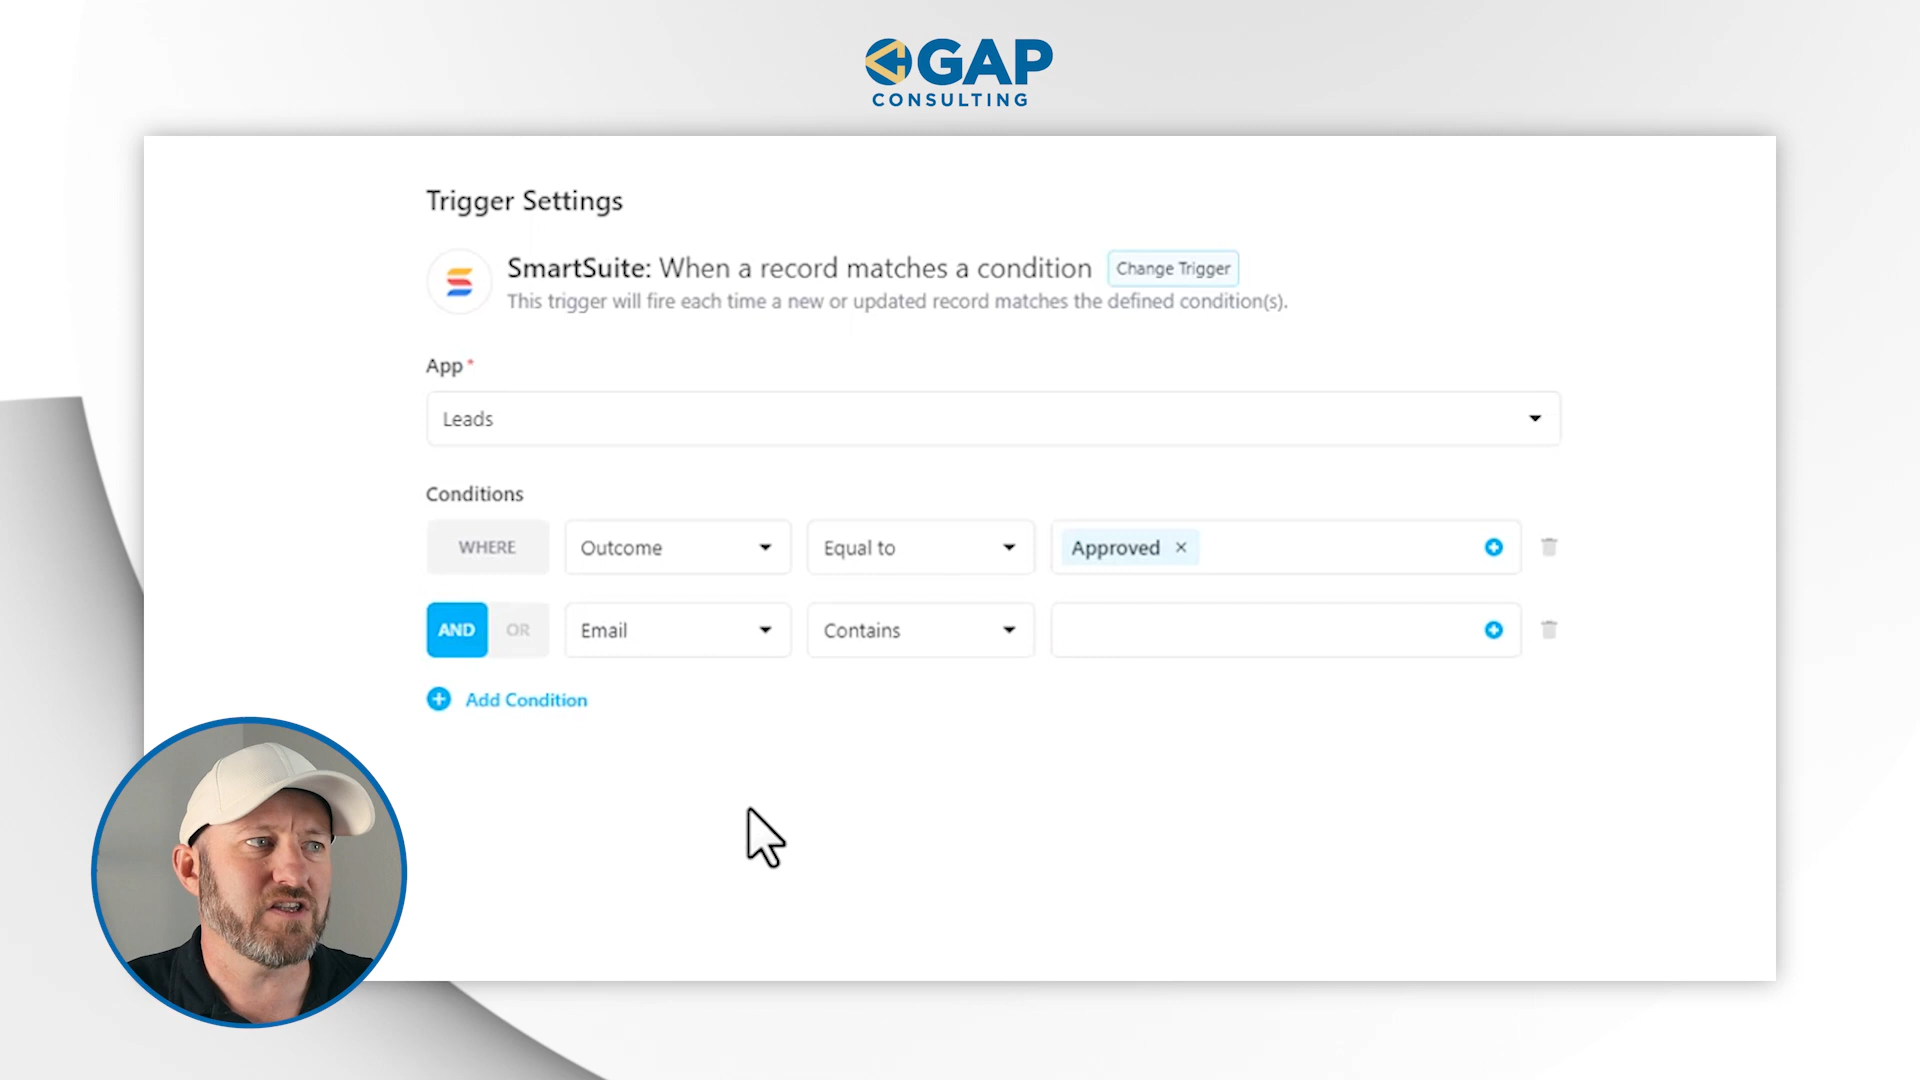 GAP
CONSULTING
Trigger Settings
SmartSuite: When a record matches a condition Change Trigger
This trigger will fire each time a new or updated record matches the defined condition(s).
App *
Leads
Conditions
WHERE Outcome Equal to Approved ×
AND OR Email Contains
Add Condition